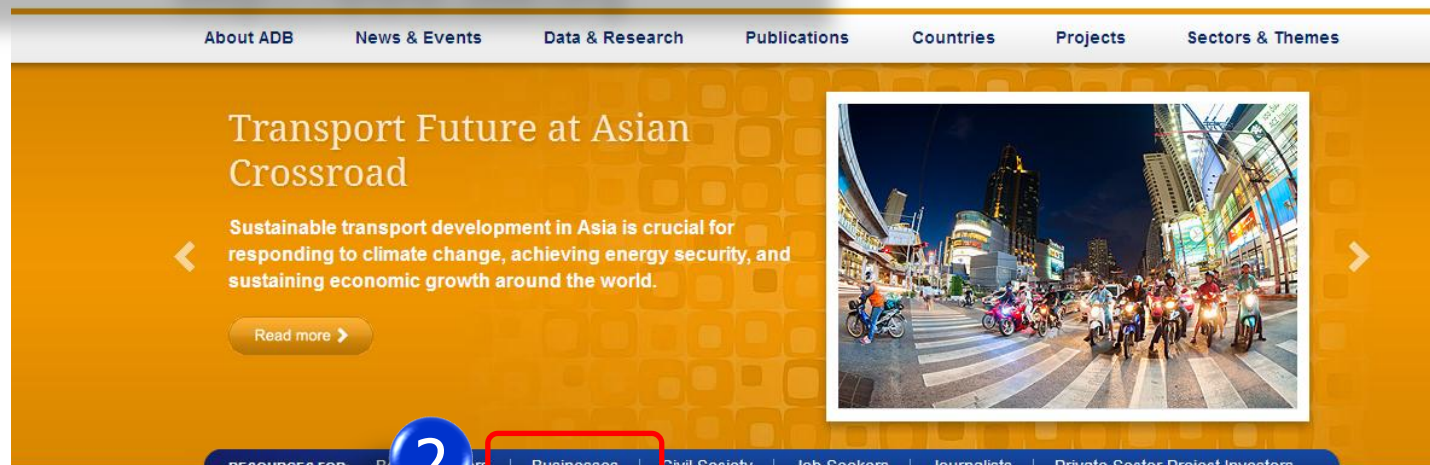 About ADB News & Events Data & Research Publications Countries Projects Sectors & Themes
Transport Future at Asian
Crossroad
Sustainable transport development in Asia is crucial for
responding to climate change, achieving energy security, and
sustaining economic growth around the world.
Read more
2
RESOURCES FOR Businesses | Civil Society | Job Seekers | Journalists | Private Sector Project Investors